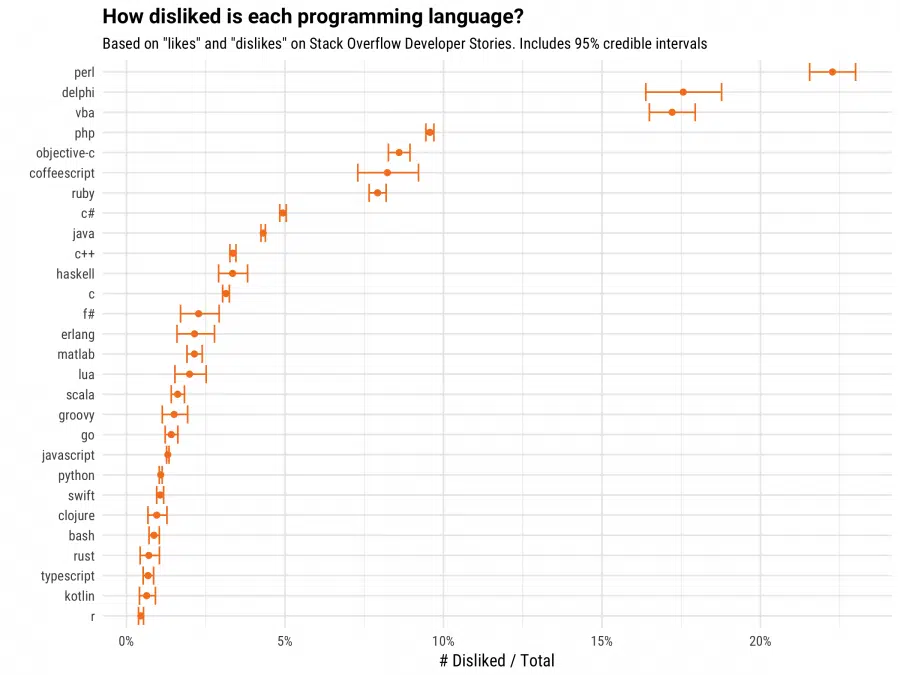 How disliked is each programming language?
Based on "likes" and "dislikes" on Stack Overflow Developer Stories. Includes 95% credible intervals
perl
delphi
vba
php
objective-c
coffeescript
ruby
c#
java
c++
haskell
c
f#
erlang
matlab
lua
scala
groovy
go
javascript
python
swift
clojure
bash
rust
typescript
kotlin
r
0% 5% 10% 15% 20%
# Disliked / Total